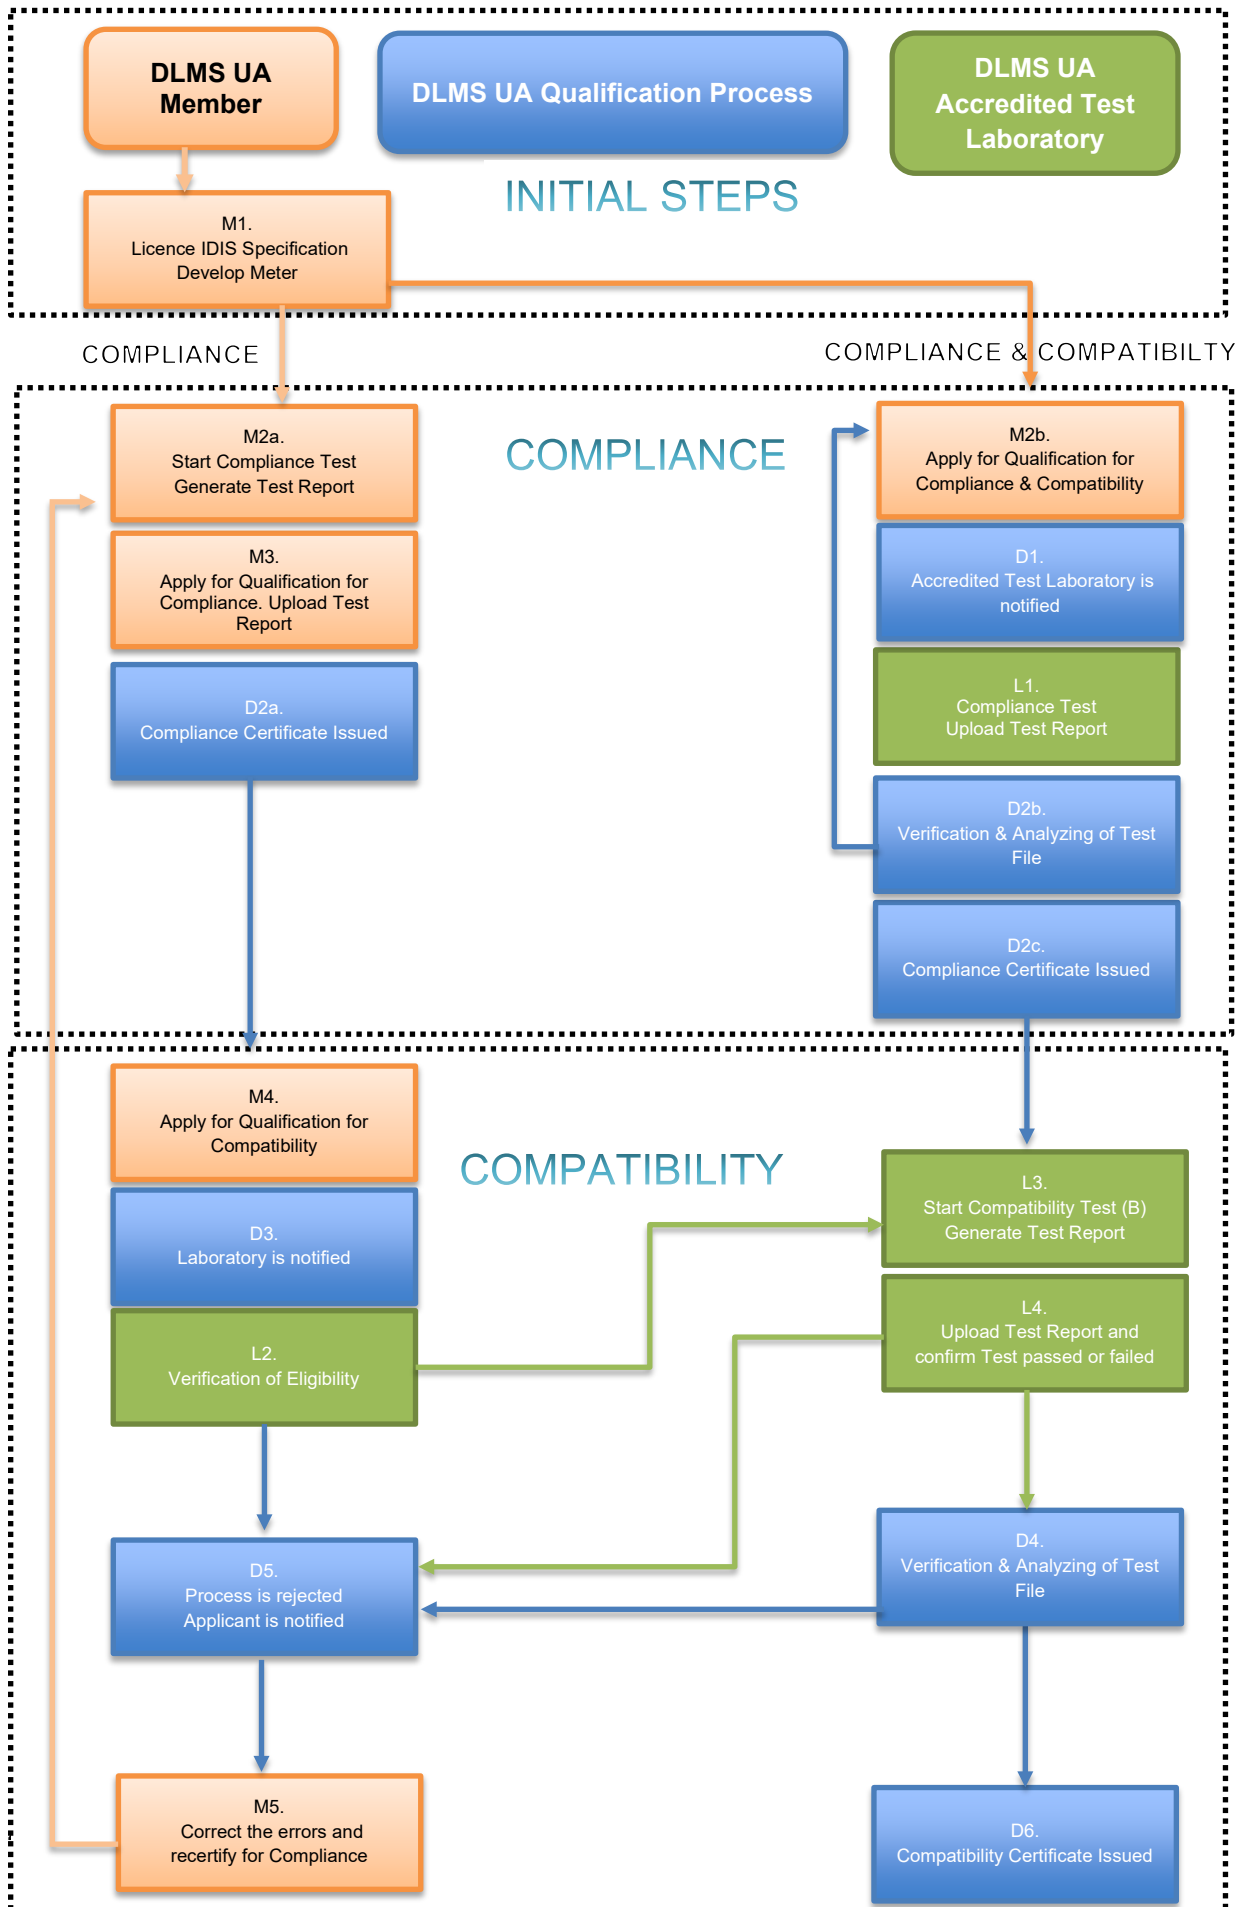 DLMS UA
Member
DLMS UA Qualification Process
DLMS UA
Accredited Test
Laboratory
INITIAL STEPS
M1.
Licence IDIS Specification
Develop Meter
COMPLIANCE
COMPLIANCE & COMPATIBILTY
COMPLIANCE
M2a.
Start Compliance Test
Generate Test Report
M3.
Apply for Qualification for
Compliance. Upload Test
Report
D2a.
Compliance Certificate Issued
M2b.
Apply for Qualification for
Compliance & Compatibility
D1.
Accredited Test Laboratory is
notified
L1.
Compliance Test
Upload Test Report
D2b.
Verification & Analyzing of Test
File
D2c.
Compliance Certificate Issued
COMPATIBILITY
M4.
Apply for Qualification for
Compatibility
D3.
Laboratory is notified
L2.
Verification of Eligibility
D5.
Process is rejected
Applicant is notified
M5.
Correct the errors and
recertify for Compliance
L3.
Start Compatibility Test (B)
Generate Test Report
L4.
Upload Test Report and
confirm Test passed or failed
D4.
Verification & Analyzing of Test
File
D6.
Compatibility Certificate Issued